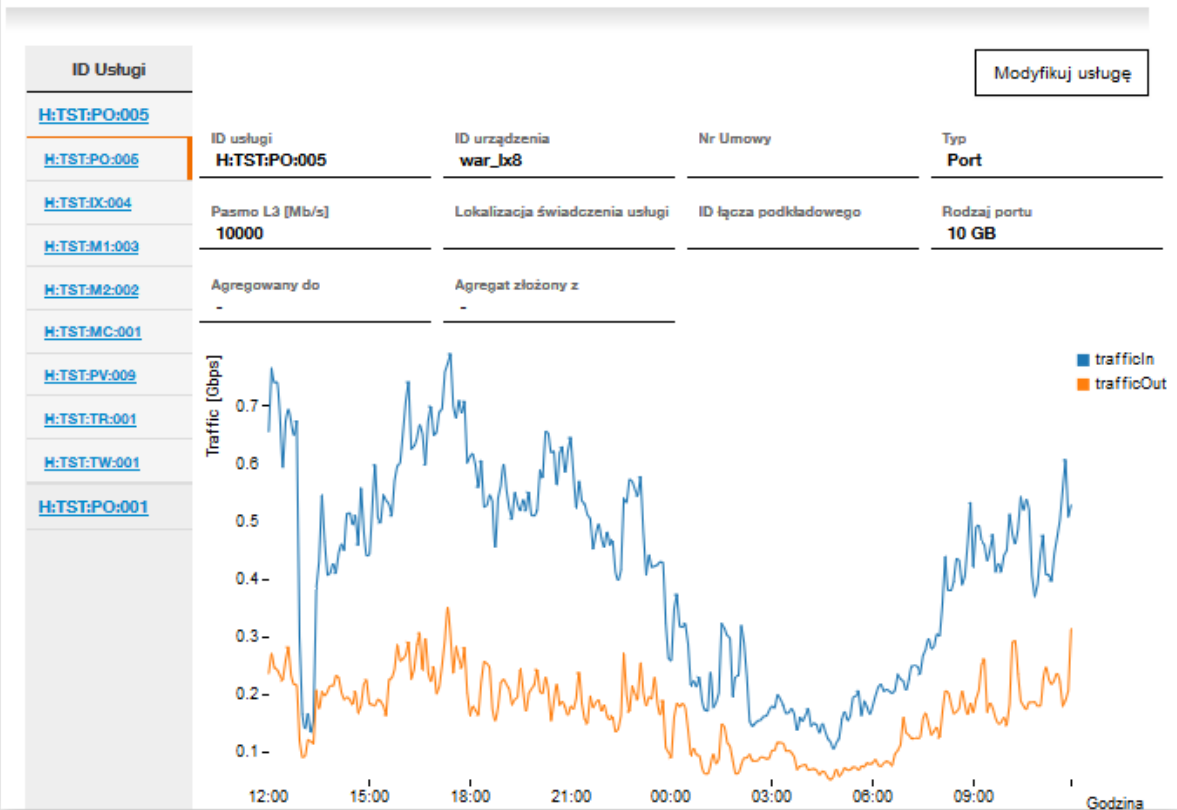 ID Usługi
Modyfikuj usługę
H:TST:PO:005
H:TST:PO:005
H:TST:IX:004
H:TST:M1:003
H:TST:M2:002
H:TST:MC:001
H:TST:PV:009
H:TST:TR:001
H:TST:TW:001
H:TST:PO:001
ID usługi ID urządzenia Nr Umowy Typ
H:TST:PO:005 war_lx8 Port
Pasmo L3 [Mb/s] Lokalizacja świadczenia usługi ID łącza podkładowego Rodzaj portu
10000 10 GB
Agregowany do Agregat złożony z
- -
Traffic [Gbps]
trafficIn
trafficOut
0.7
0.6
0.5
0.4
0.3
0.2
0.1
12:00 15:00 18:00 21:00 00:00 03:00 06:00 09:00
Godzina